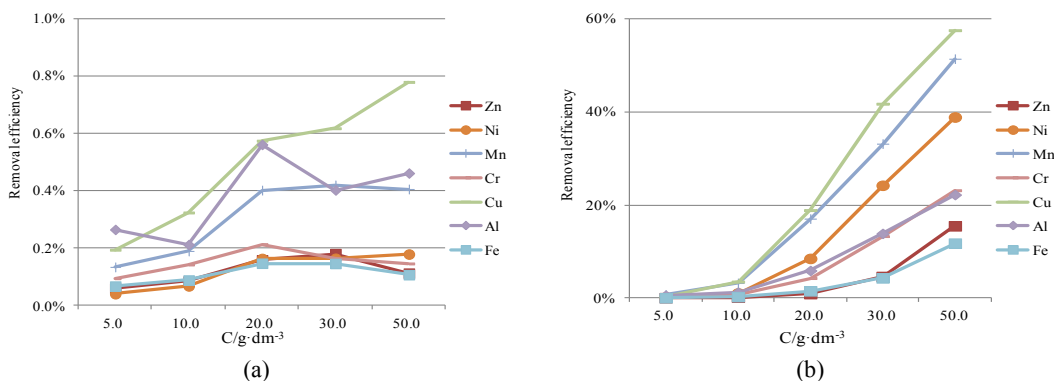 1.0%
0.8%
0.6%
0.4%
0.2%
0.0%
Removal efficiency
5.0 10.0 20.0 30.0 50.0
C/g·dm-3
Zn
Ni
Mn
Cr
Cu
Al
Fe
(a)
60%
40%
20%
0%
Removal efficiency
5.0 10.0 20.0 30.0 50.0
C/g·dm-3
Zn
Ni
Mn
Cr
Cu
Al
Fe
(b)